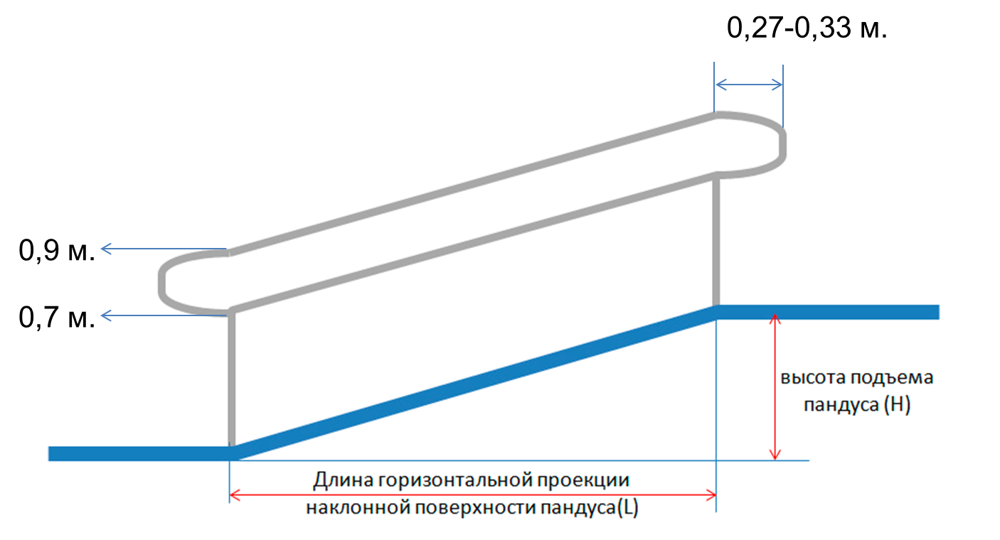 0,27-0,33 м.
0,9 м.
0,7 м.
высота подъема
пандуса (H)
Длина горизонтальной проекции
наклонной поверхности пандуса(L)